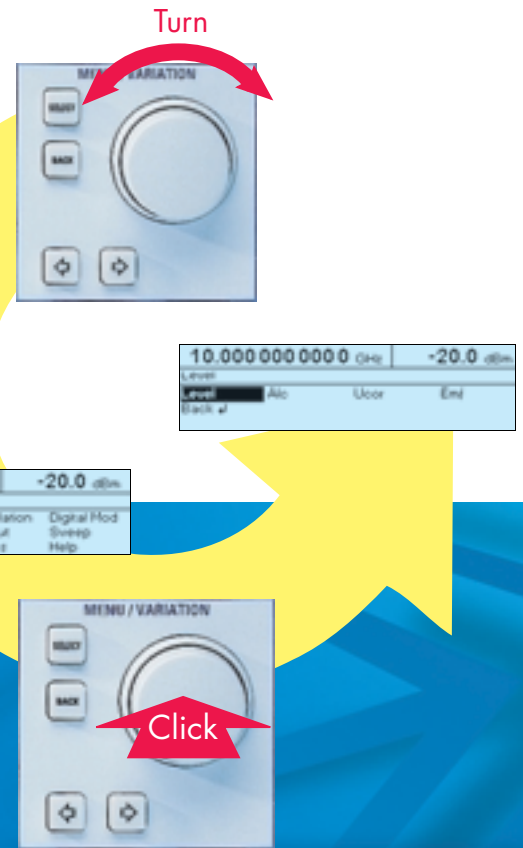 Turn
MENU / VARIATION
SELECT
BACK
10.000 000 000 0 GHz -20.0 dBm
Level
Level Alc Ucor Emf
Back ↲
-20.0 dBm
Digital Mod
Sweep
Help
MENU / VARIATION
SELECT
BACK
Click